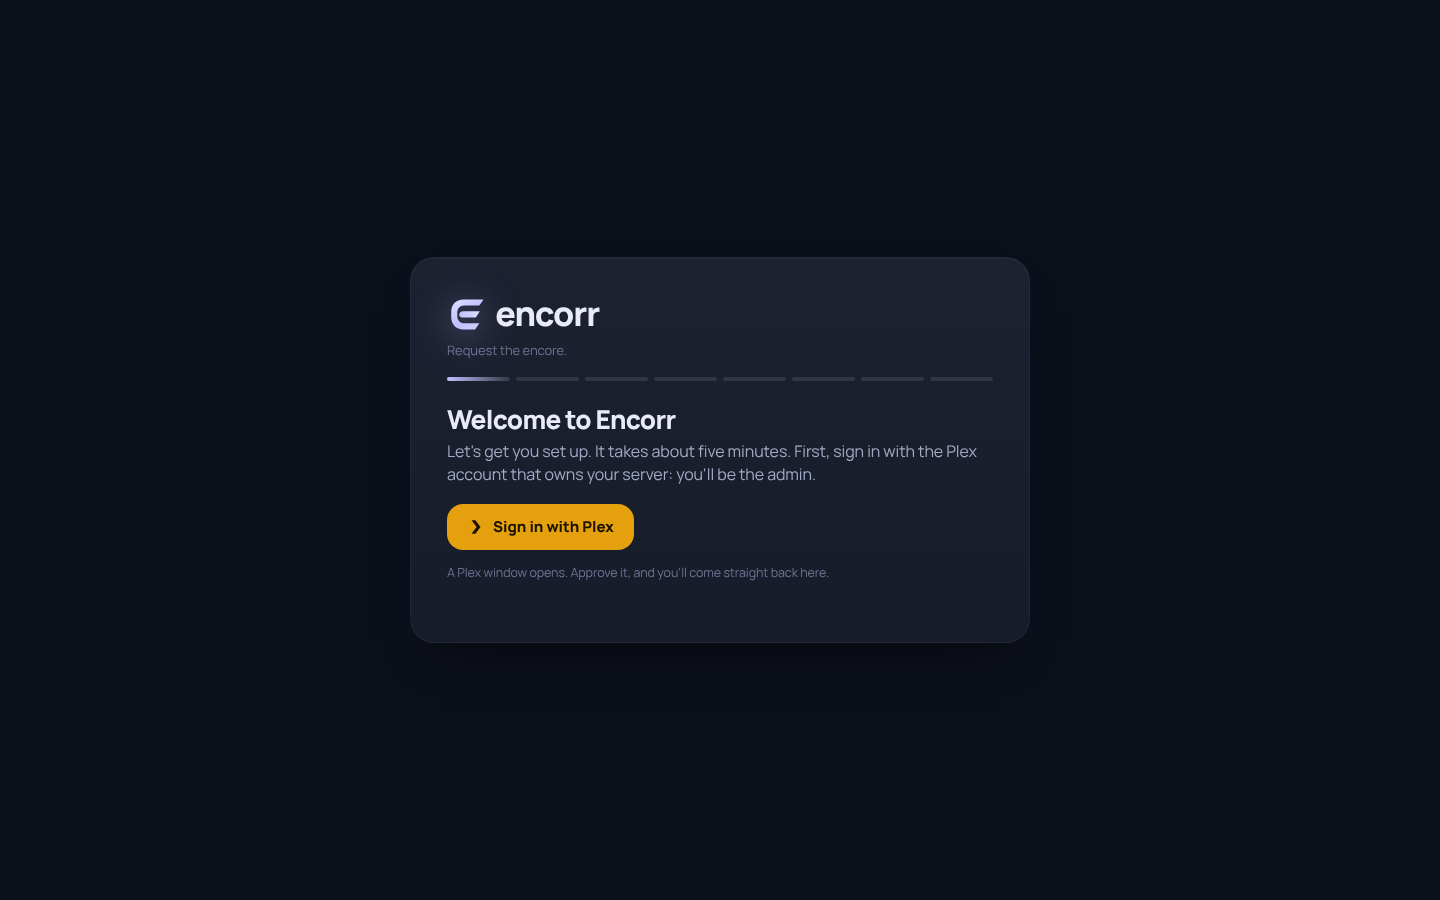 encorr
Request the encore.
Welcome to Encorr
Let's get you set up. It takes about five minutes. First, sign in with the Plex
account that owns your server: you'll be the admin.
Sign in with Plex
A Plex window opens. Approve it, and you'll come straight back here.